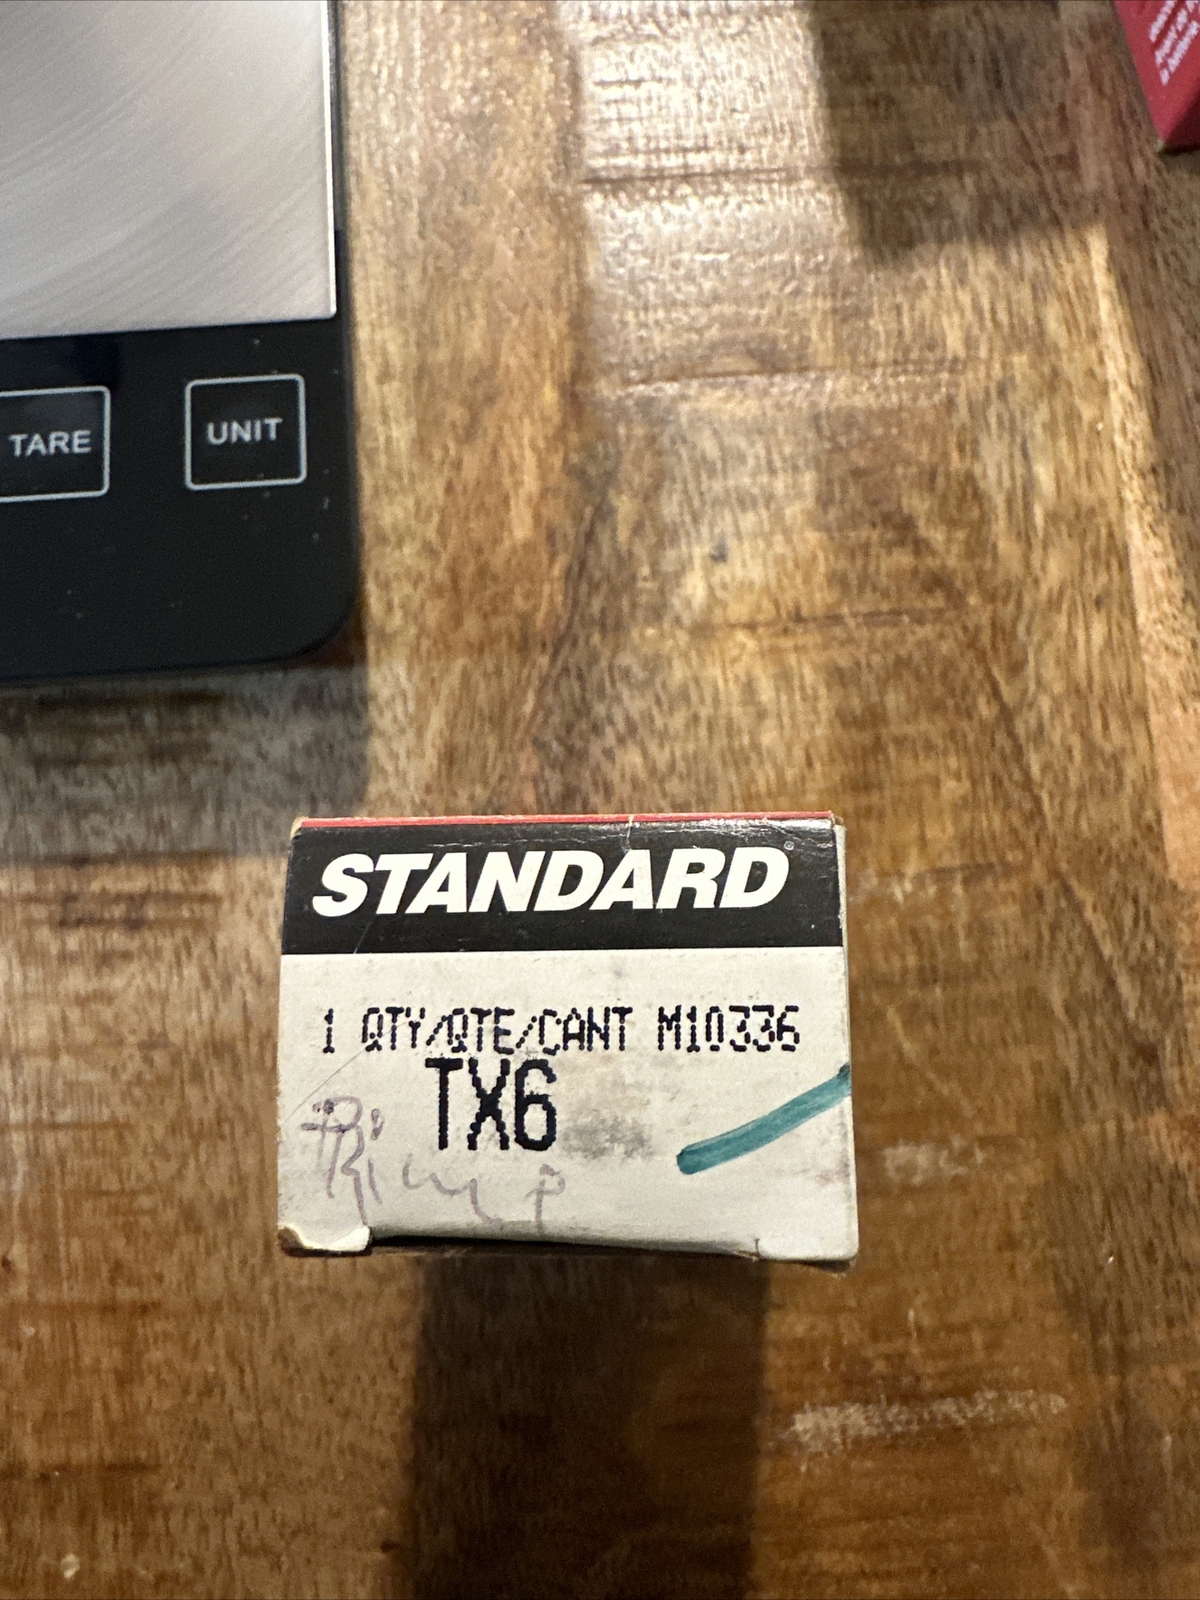 TARE
UNIT
STANDARD®
1 QTY/QTE/CANT M10336
TX6